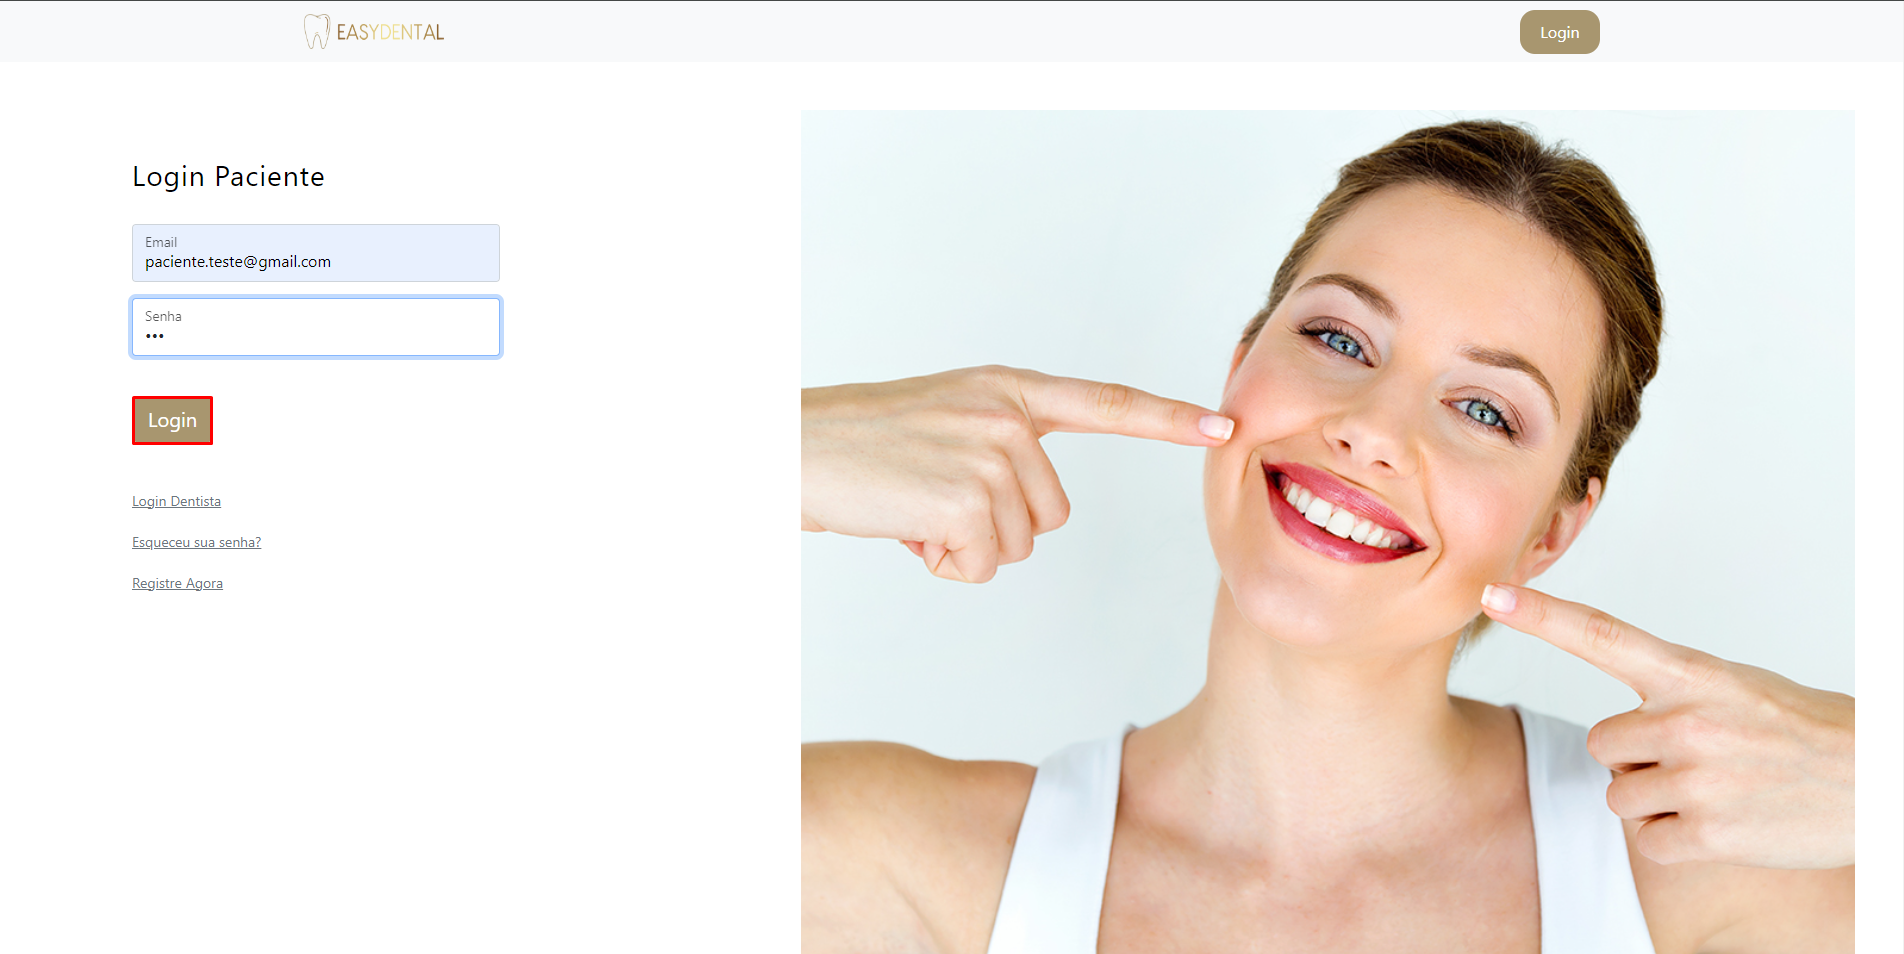 EASYDENTAL
Login
Login Paciente
Email
paciente.teste@gmail.com
Senha
•••
Login
Login Dentista
Esqueceu sua senha?
Registre Agora